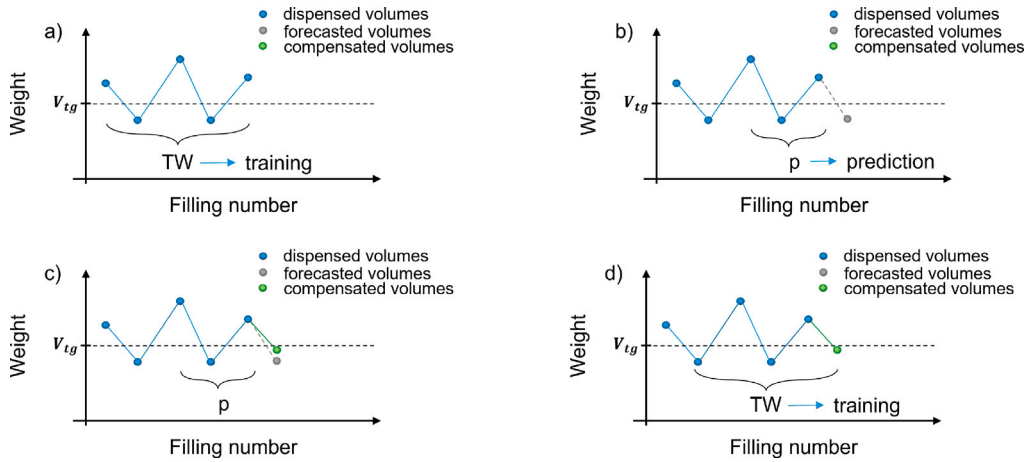 a)
dispensed volumes
forecasted volumes
compensated volumes
Weight
V_tg
TW → training
Filling number
b)
dispensed volumes
forecasted volumes
compensated volumes
Weight
V_tg
p → prediction
Filling number
c)
dispensed volumes
forecasted volumes
compensated volumes
Weight
V_tg
p
Filling number
d)
dispensed volumes
forecasted volumes
compensated volumes
Weight
V_tg
TW → training
Filling number